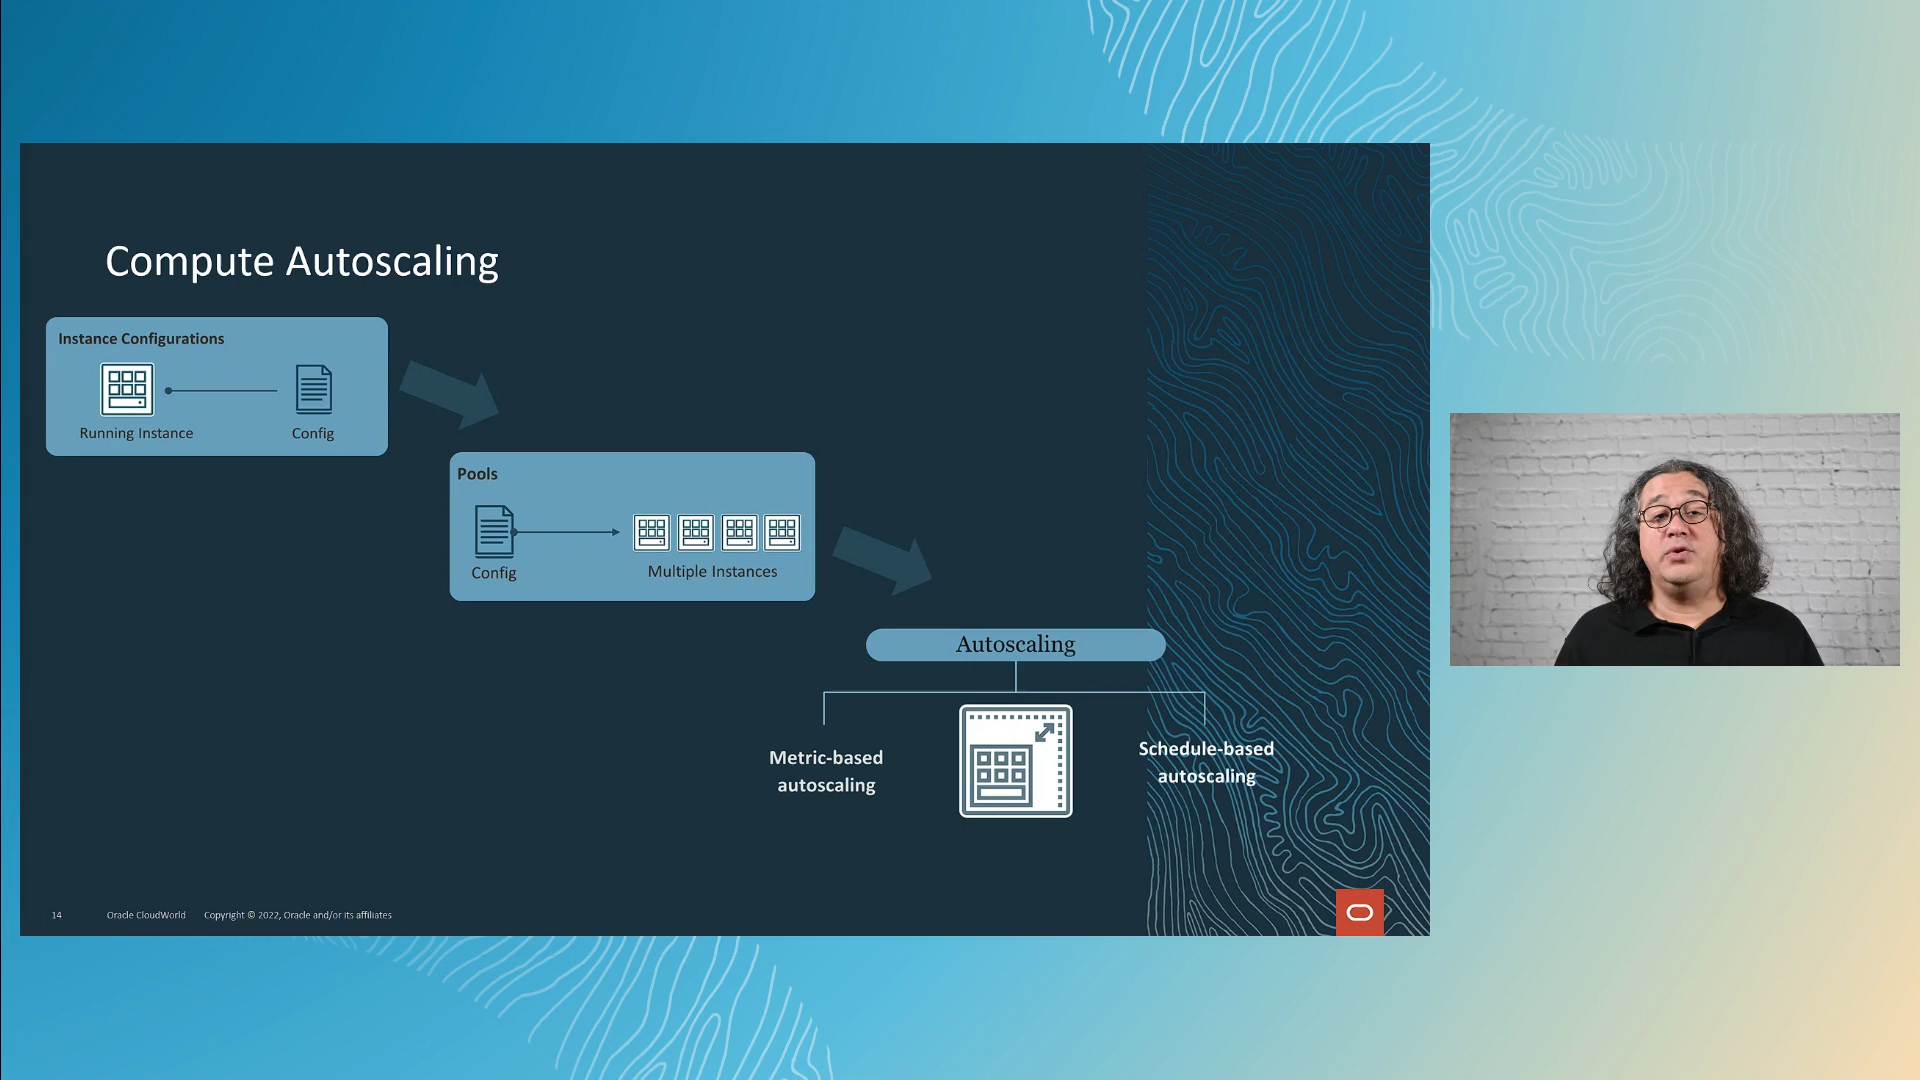 Compute Autoscaling
Instance Configurations
Running Instance
Config
Pools
Config
Multiple Instances
Autoscaling
Metric-based
autoscaling
Schedule-based
autoscaling
14 Oracle CloudWorld Copyright © 2022, Oracle and/or its affiliates